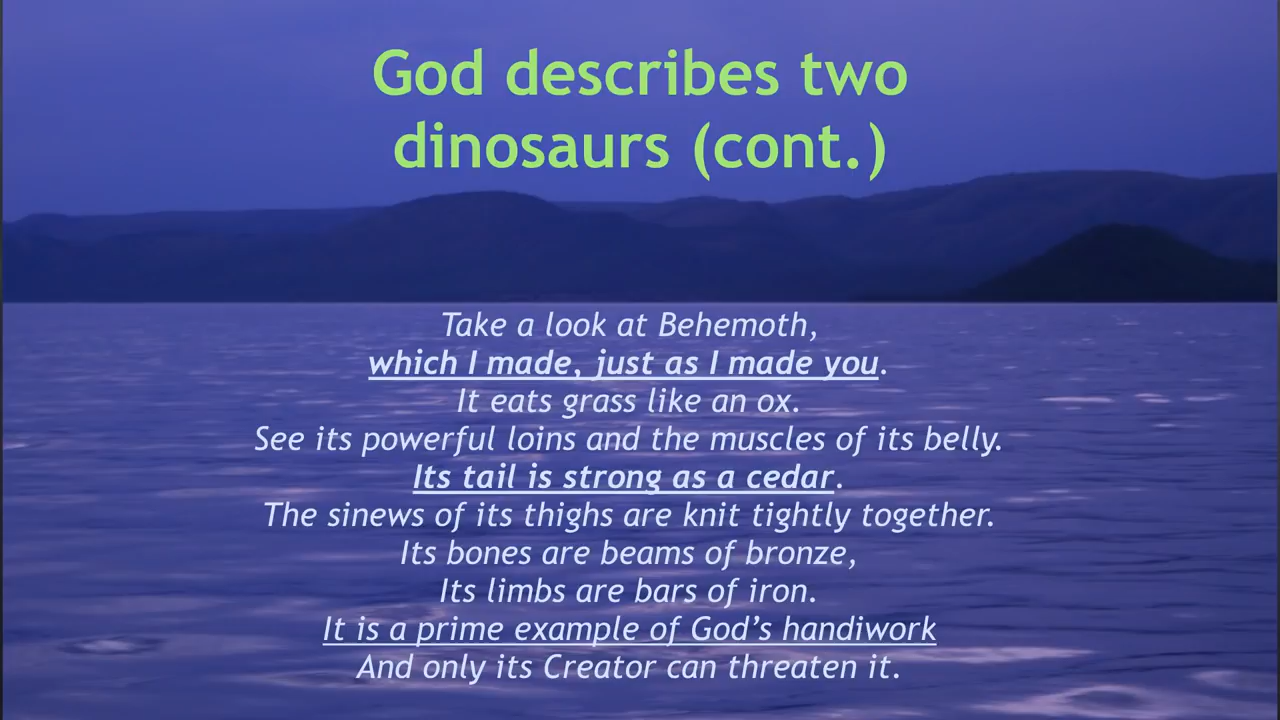 God describes two
dinosaurs (cont.)
Take a look at Behemoth,
which I made, just as I made you.
It eats grass like an ox.
See its powerful loins and the muscles of its belly.
Its tail is strong as a cedar.
The sinews of its thighs are knit tightly together.
Its bones are beams of bronze,
Its limbs are bars of iron.
It is a prime example of God’s handiwork
And only its Creator can threaten it.